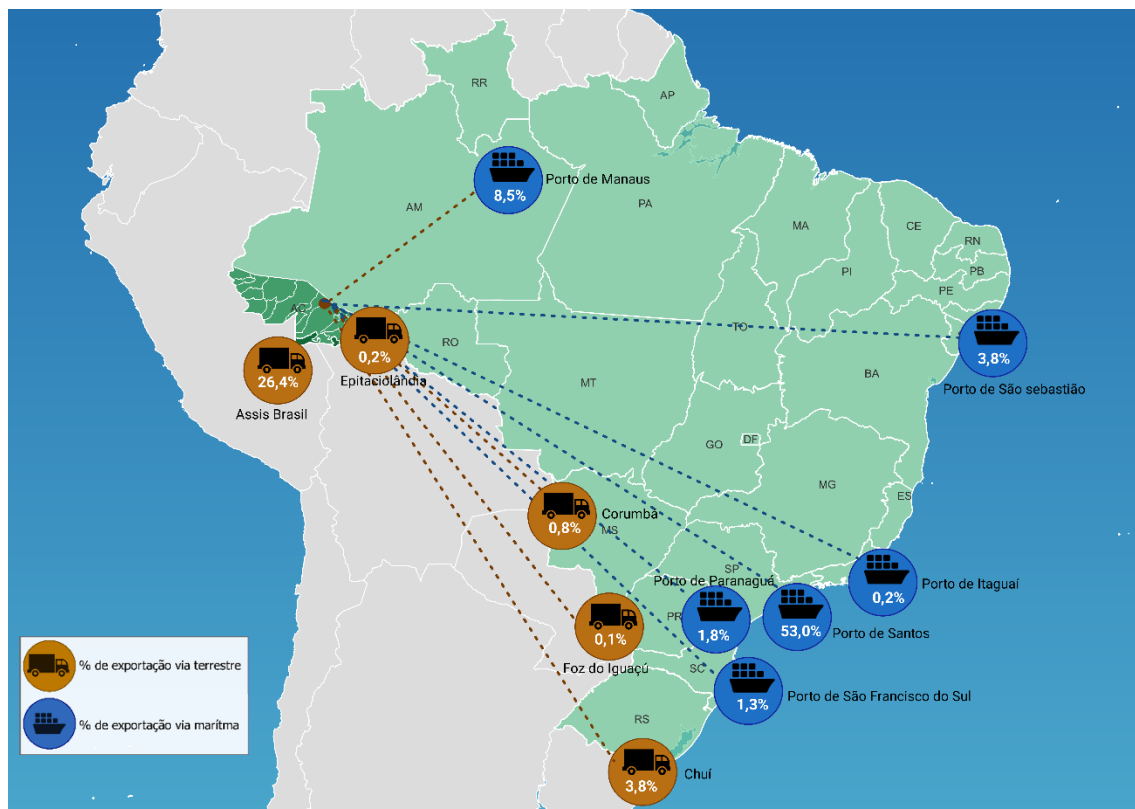 RR
AP
Porto de Manaus
8,5%
AM
PA
MA
CE
RN
PB
PI
PE
AC
TO
3,8%
Porto de São sebastião
0,2%
Epitaciolândia
RO
26,4%
Assis Brasil
MT
BA
GO
DF
MG
ES
Corumbá
0,8%
MS
SP
Porto de Paranaguá
Porto de Itaguaí
0,2%
PR
1,8%
53,0%
Porto de Santos
0,1%
Foz do Iguaçú
SC
1,3%
Porto de São Francisco do Sul
RS
3,8%
Chuí
% de exportação via terrestre
% de exportação via marítma